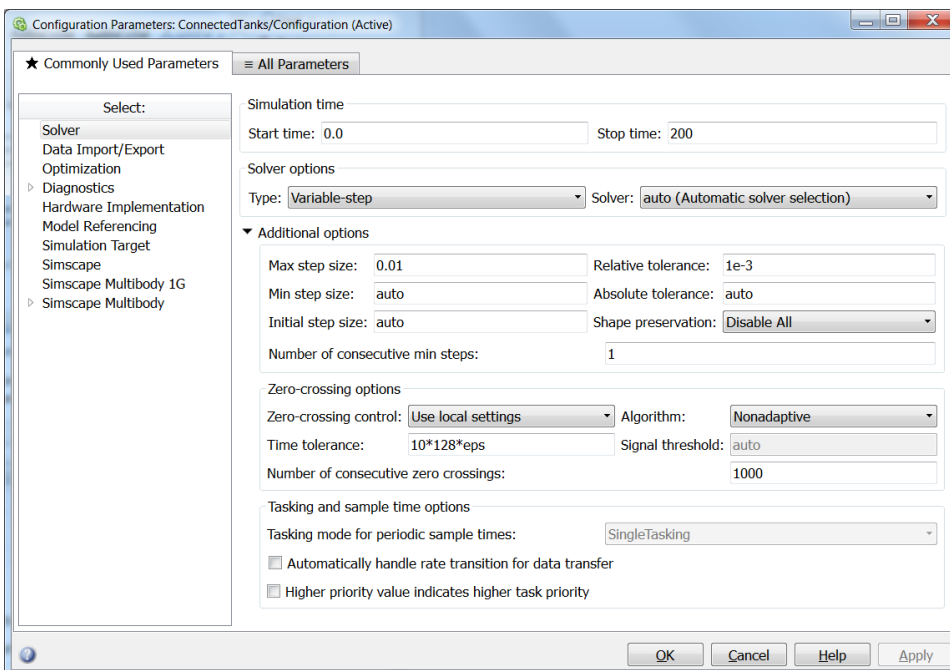 Configuration Parameters: ConnectedTanks/Configuration (Active)
★ Commonly Used Parameters
≡ All Parameters
Select:
Solver
Data Import/Export
Optimization
Diagnostics
Hardware Implementation
Model Referencing
Simulation Target
Simscape
Simscape Multibody 1G
Simscape Multibody
Simulation time
Start time: 0.0 Stop time: 200
Solver options
Type: Variable-step Solver: auto (Automatic solver selection)
Additional options
Max step size: 0.01 Relative tolerance: 1e-3
Min step size: auto Absolute tolerance: auto
Initial step size: auto Shape preservation: Disable All
Number of consecutive min steps: 1
Zero-crossing options
Zero-crossing control: Use local settings Algorithm: Nonadaptive
Time tolerance: 10*128*eps Signal threshold: auto
Number of consecutive zero crossings: 1000
Tasking and sample time options
Tasking mode for periodic sample times: SingleTasking
Automatically handle rate transition for data transfer
Higher priority value indicates higher task priority
OK Cancel Help Apply